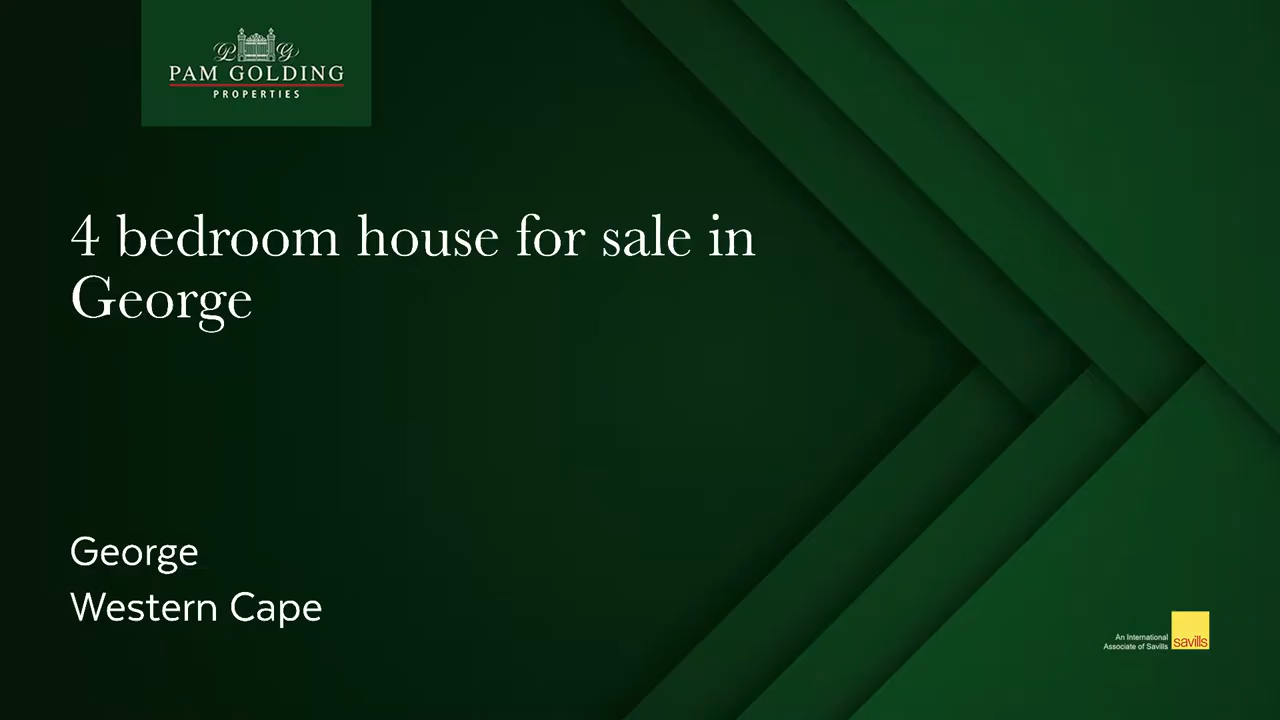 P G
PAM GOLDING
PROPERTIES
4 bedroom house for sale in
George
George
Western Cape
An International
Associate of Savills
savills